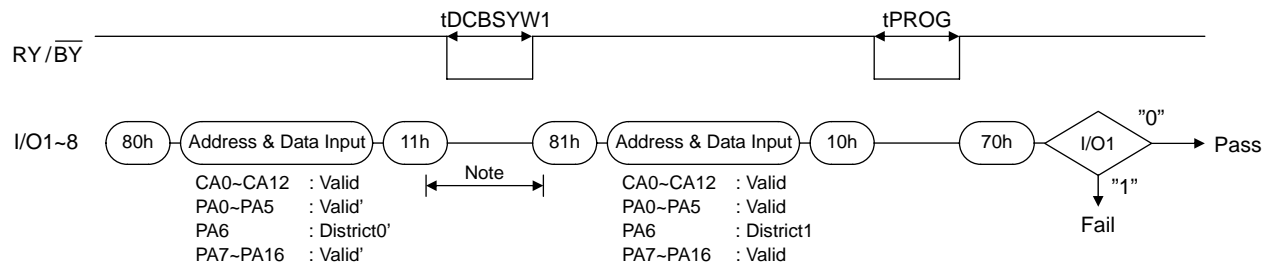 tDCBSYW1
tPROG
RY/BY
I/O1~8
80h
Address & Data Input
11h
81h
Address & Data Input
10h
70h
I/O1
"0"
Pass
"1"
Fail
Note
CA0~CA12 : Valid
PA0~PA5 : Valid'
PA6 : District0'
PA7~PA16 : Valid'
CA0~CA12 : Valid
PA0~PA5 : Valid
PA6 : District1
PA7~PA16 : Valid